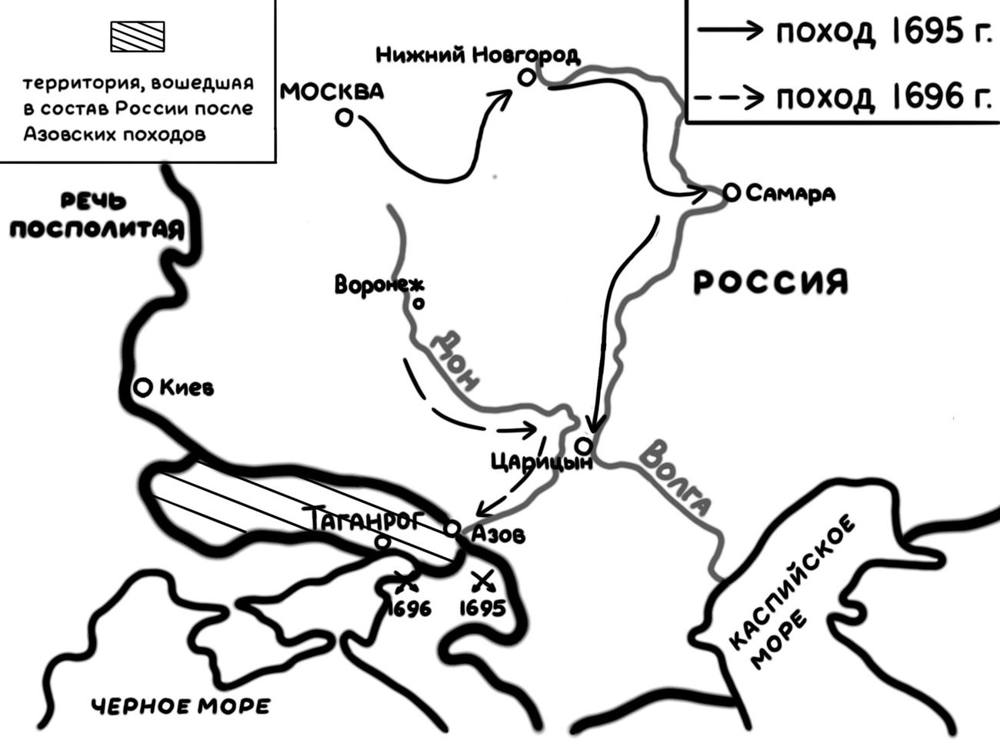 территория, вошедшая
в состав России после
Азовских походов
поход 1695 г.
поход 1696 г.
Нижний Новгород
МОСКВА
Самара
РЕЧЬ
ПОСПОЛИТАЯ
РОССИЯ
Воронеж
Дон
Киев
Царицын
Волга
Таганрог
Азов
1696
1695
КАСПИЙСКОЕ
МОРЕ
ЧЕРНОЕ МОРЕ